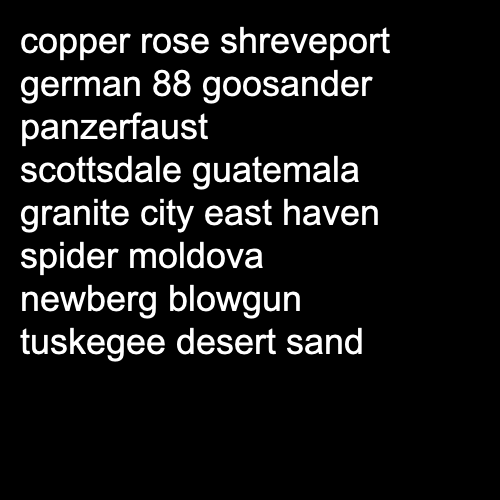 copper rose shreveport
german 88 goosander
panzerfaust
scottsdale guatemala
granite city east haven
spider moldova
newberg blowgun
tuskegee desert sand